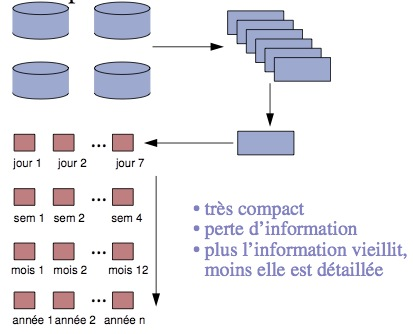 jour 1 jour 2 ... jour 7
sem 1 sem 2 ... sem 4
mois 1 mois 2 ... mois 12
année 1 année 2 ... année n
• très compact
• perte d'information
• plus l'information vieillit,
moins elle est détaillée